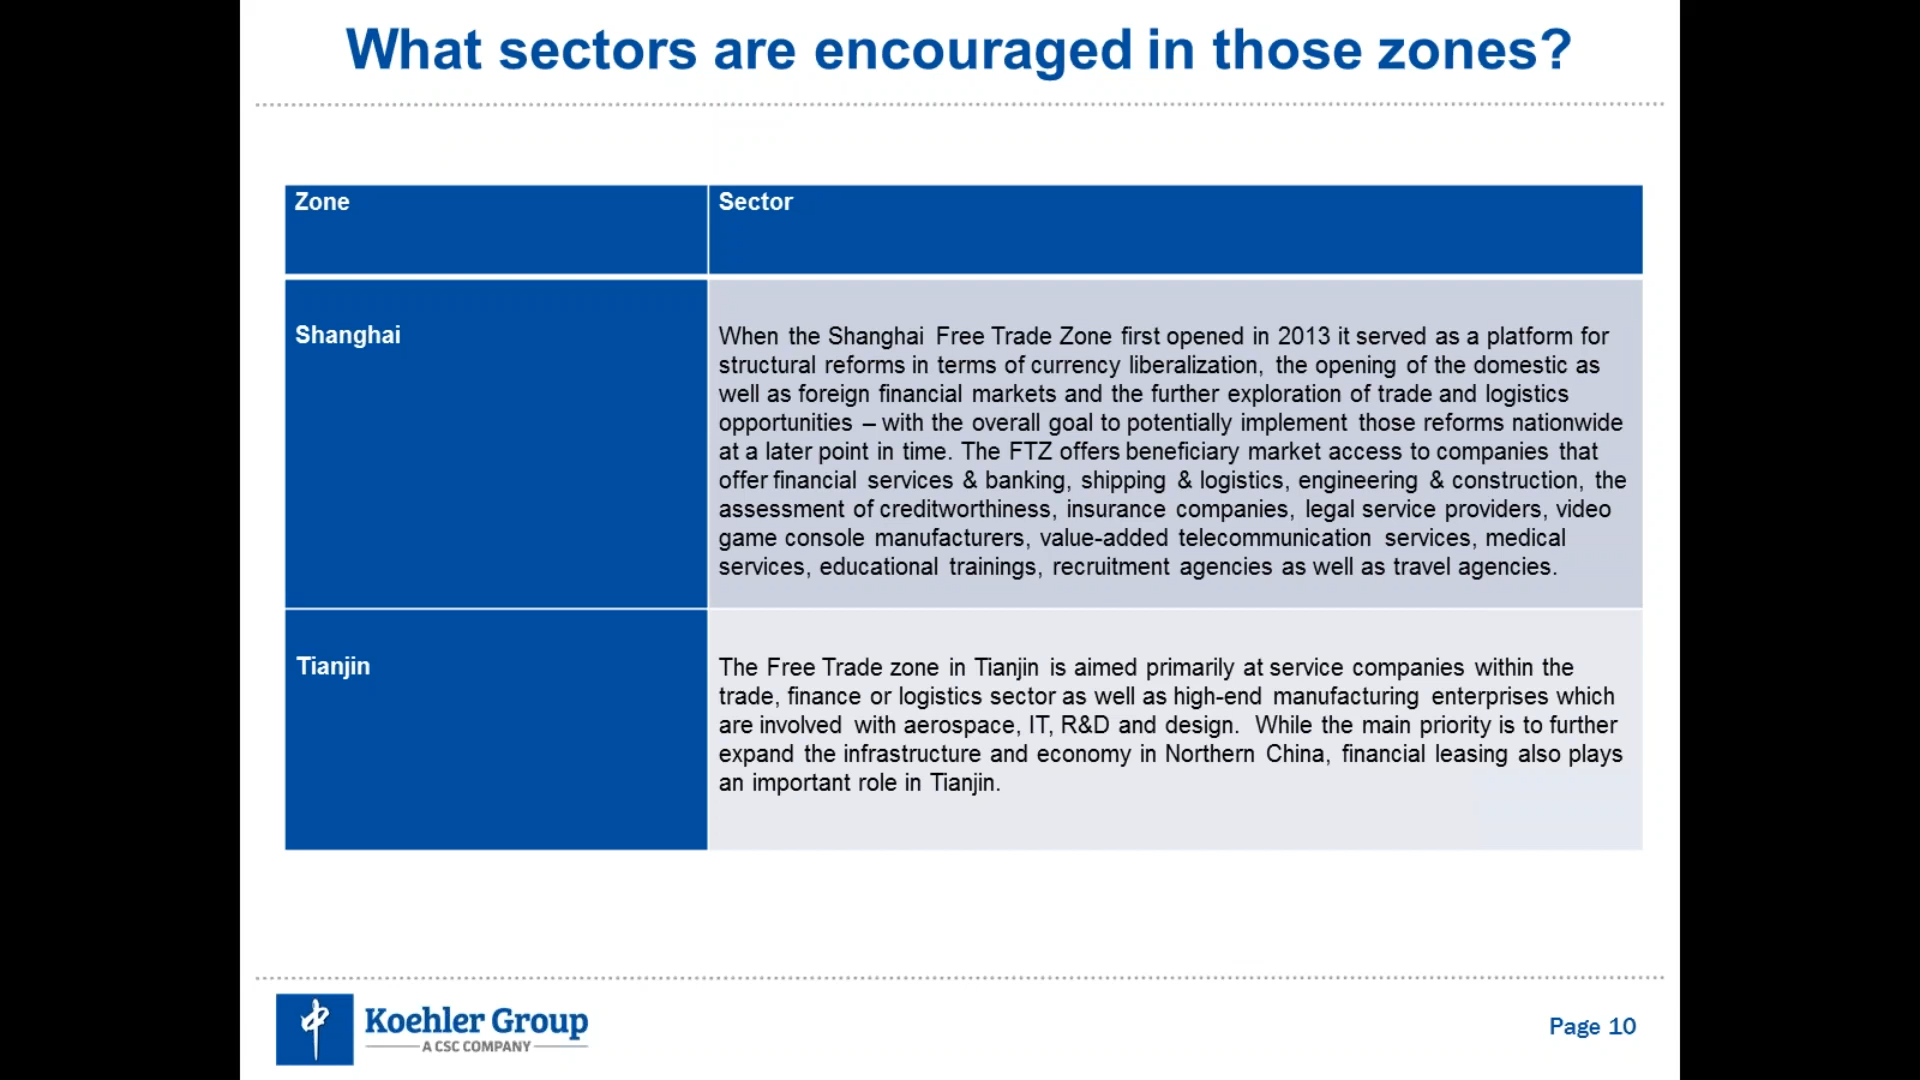 What sectors are encouraged in those zones?
Zone
Sector
Shanghai
When the Shanghai Free Trade Zone first opened in 2013 it served as a platform for
structural reforms in terms of currency liberalization, the opening of the domestic as
well as foreign financial markets and the further exploration of trade and logistics
opportunities – with the overall goal to potentially implement those reforms nationwide
at a later point in time. The FTZ offers beneficiary market access to companies that
offer financial services & banking, shipping & logistics, engineering & construction, the
assessment of creditworthiness, insurance companies, legal service providers, video
game console manufacturers, value-added telecommunication services, medical
services, educational trainings, recruitment agencies as well as travel agencies.
Tianjin
The Free Trade zone in Tianjin is aimed primarily at service companies within the
trade, finance or logistics sector as well as high-end manufacturing enterprises which
are involved with aerospace, IT, R&D and design. While the main priority is to further
expand the infrastructure and economy in Northern China, financial leasing also plays
an important role in Tianjin.
Koehler Group
A CSC COMPANY
Page 10